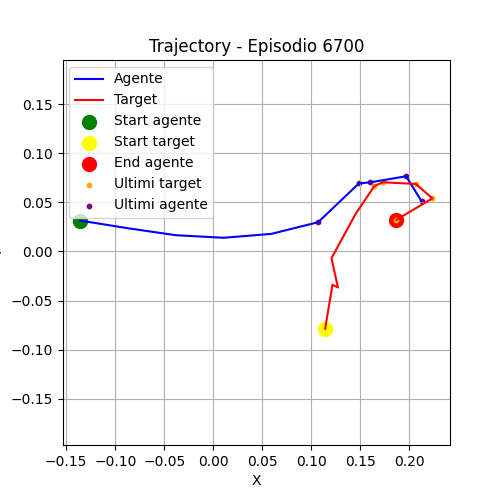 Trajectory - Episodio 6700
Agente
Target
Start agente
Start target
End agente
Ultimi target
Ultimi agente
0.15
0.10
0.05
0.00
−0.05
−0.10
−0.15
−0.15 −0.10 −0.05 0.00 0.05 0.10 0.15 0.20
X